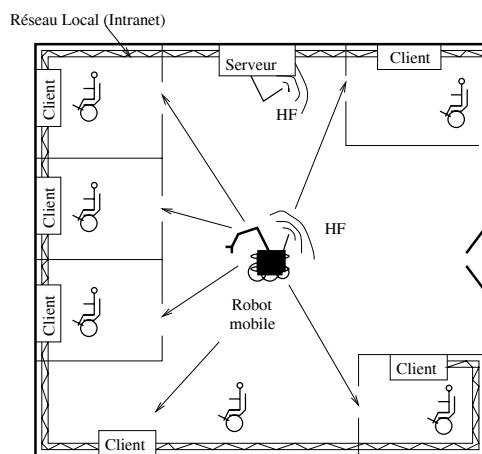 Réseau Local (Intranet)
Serveur
Client
Client
HF
Client
HF
Client
Robot
mobile
Client
Client